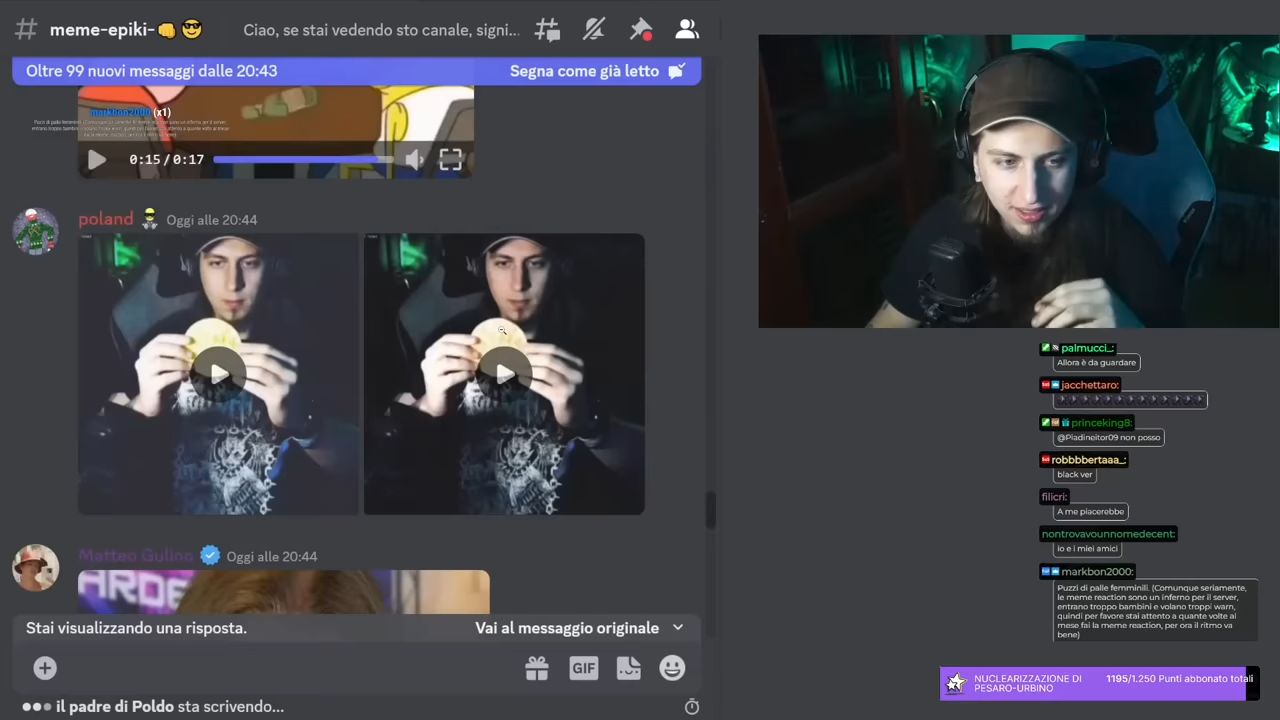 meme-epiki-👊😎
Ciao, se stai vedendo sto canale, signi...
Oltre 99 nuovi messaggi dalle 20:43
Segna come già letto
markbon2000 (x1)
0:15 / 0:17
poland Oggi alle 20:44
Matteo Gulino Oggi alle 20:44
ARDE
Stai visualizzando una risposta.
Vai al messaggio originale
GIF
il padre di Poldo sta scrivendo...
palmucci_:
Allora è da guardare
jacchettaro:
princeking8:
@Piadineitor09 non posso
robbbbertaaa_:
black ver
filicri:
A me piacerebbe
nontrovavounnomedecent:
io e i miei amici
markbon2000:
Puzzi di palle femminili. (Comunque seriamente,
le meme reaction sono un inferno per il server,
entrano troppo bambini e volano troppi warn,
quindi per favore stai attento a quante volte al
mese fai la meme reaction, per ora il ritmo va
bene)
NUCLEARIZZAZIONE DI
PESARO-URBINO
1195/1.250 Punti abbonato totali